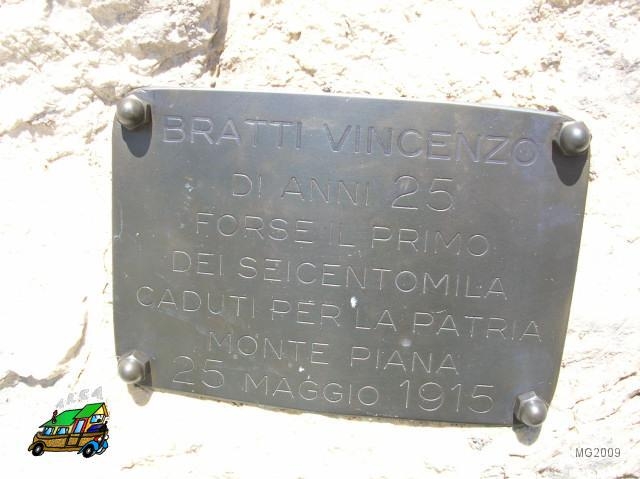 BRATTI VINCENZO
DI ANNI 25
FORSE IL PRIMO
DEI SEICENTOMILA
CADUTI PER LA PATRIA
MONTE PIANA
25 MAGGIO 1915
MG2009